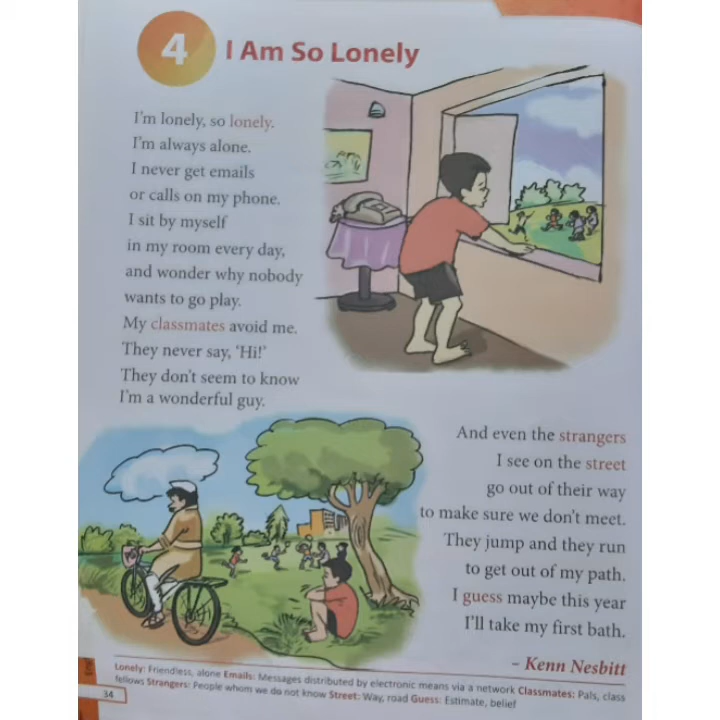 4 I Am So Lonely
I'm lonely, so lonely.
I'm always alone.
I never get emails
or calls on my phone.
I sit by myself
in my room every day,
and wonder why nobody
wants to go play.
My classmates avoid me.
They never say, 'Hi!'
They don't seem to know
I'm a wonderful guy.
And even the strangers
I see on the street
go out of their way
to make sure we don't meet.
They jump and they run
to get out of my path.
I guess maybe this year
I'll take my first bath.
– Kenn Nesbitt
Lonely: Friendless, alone Emails: Messages distributed by electronic means via a network Classmates: Pals, class
fellows Strangers: People whom we do not know Street: Way, road Guess: Estimate, belief
34